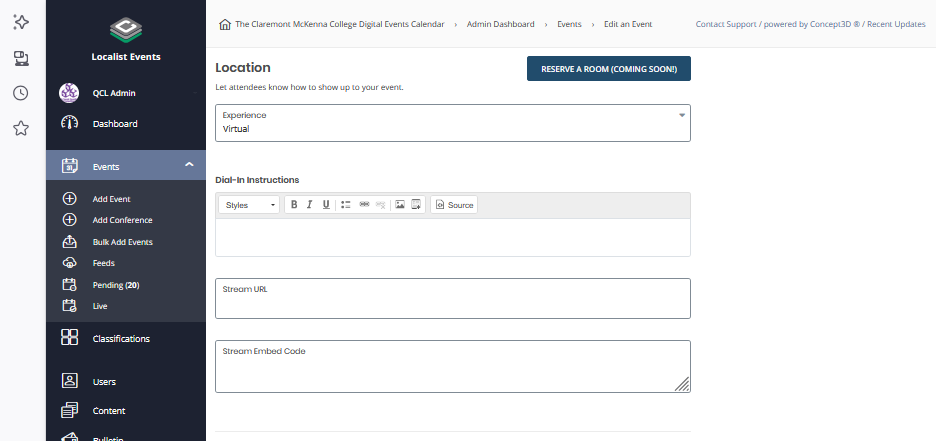 The Claremont McKenna College Digital Events Calendar › Admin Dashboard › Events › Edit an Event
Contact Support / powered by Concept3D ® / Recent Updates
Localist Events
QCL Admin
Dashboard
31
Events
Add Event
Add Conference
Bulk Add Events
Feeds
Pending (20)
Live
Classifications
Users
Content
Bulletin
Location
RESERVE A ROOM (COMING SOON!)
Let attendees know how to show up to your event.
Experience
Virtual
Dial-In Instructions
Styles B I U Source
Stream URL
Stream Embed Code